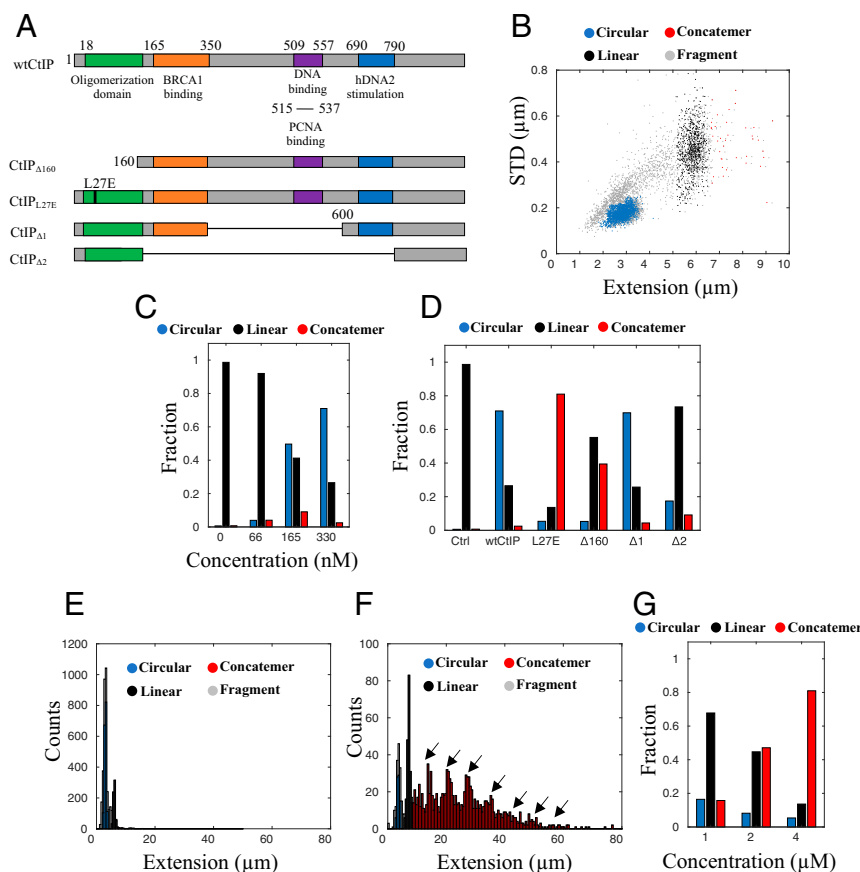 A
18 165 350 509 557 690 790
wtCtIP 1
Oligomerization domain
BRCA1 binding
DNA binding
hDNA2 stimulation
515 — 537
PCNA binding
CtIPΔ160 160
L27E
CtIPL27E
600
CtIPΔ1
CtIPΔ2
B
Circular Concatemer
Linear Fragment
STD (μm)
0.8
0.6
0.4
0.2
0
0 1 2 3 4 5 6 7 8 9 10
Extension (μm)
C
Circular Linear Concatemer
Fraction
1
0.8
0.6
0.4
0.2
0
0 66 165 330
Concentration (nM)
D
Circular Linear Concatemer
Fraction
1
0.8
0.6
0.4
0.2
0
Ctrl wtCtIP L27E Δ160 Δ1 Δ2
E
Circular Concatemer
Linear Fragment
Counts
1200
1000
800
600
400
200
0
0 20 40 60 80
Extension (μm)
F
Circular Concatemer
Linear Fragment
Counts
100
80
60
40
20
0
0 20 40 60 80
Extension (μm)
G
Circular Linear Concatemer
Fraction
1
0.8
0.6
0.4
0.2
0
1 2 4
Concentration (μM)